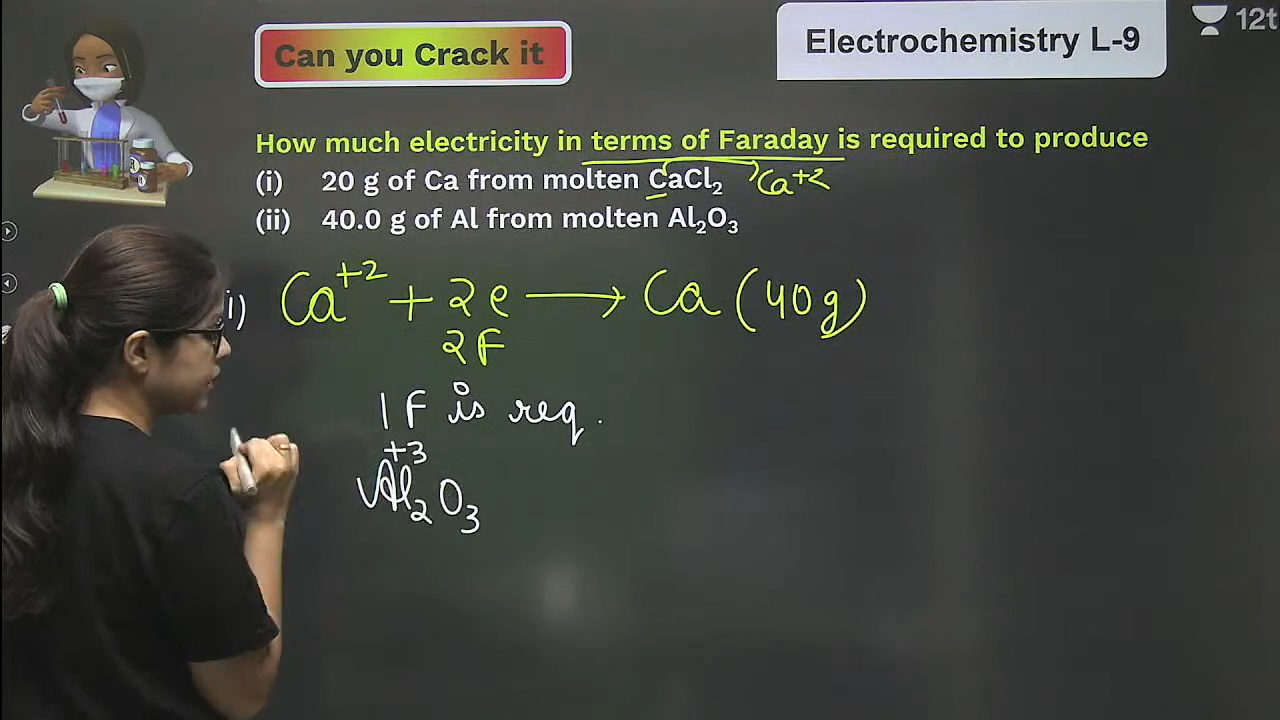 Can you Crack it
Electrochemistry L-9
12t
How much electricity in terms of Faraday is required to produce
(i) 20 g of Ca from molten CaCl₂ Ca+2
(ii) 40.0 g of Al from molten Al₂O₃
i) Ca⁺² + 2e ⟶ Ca (40g)
2F
1F is req.
+3
Al₂O₃